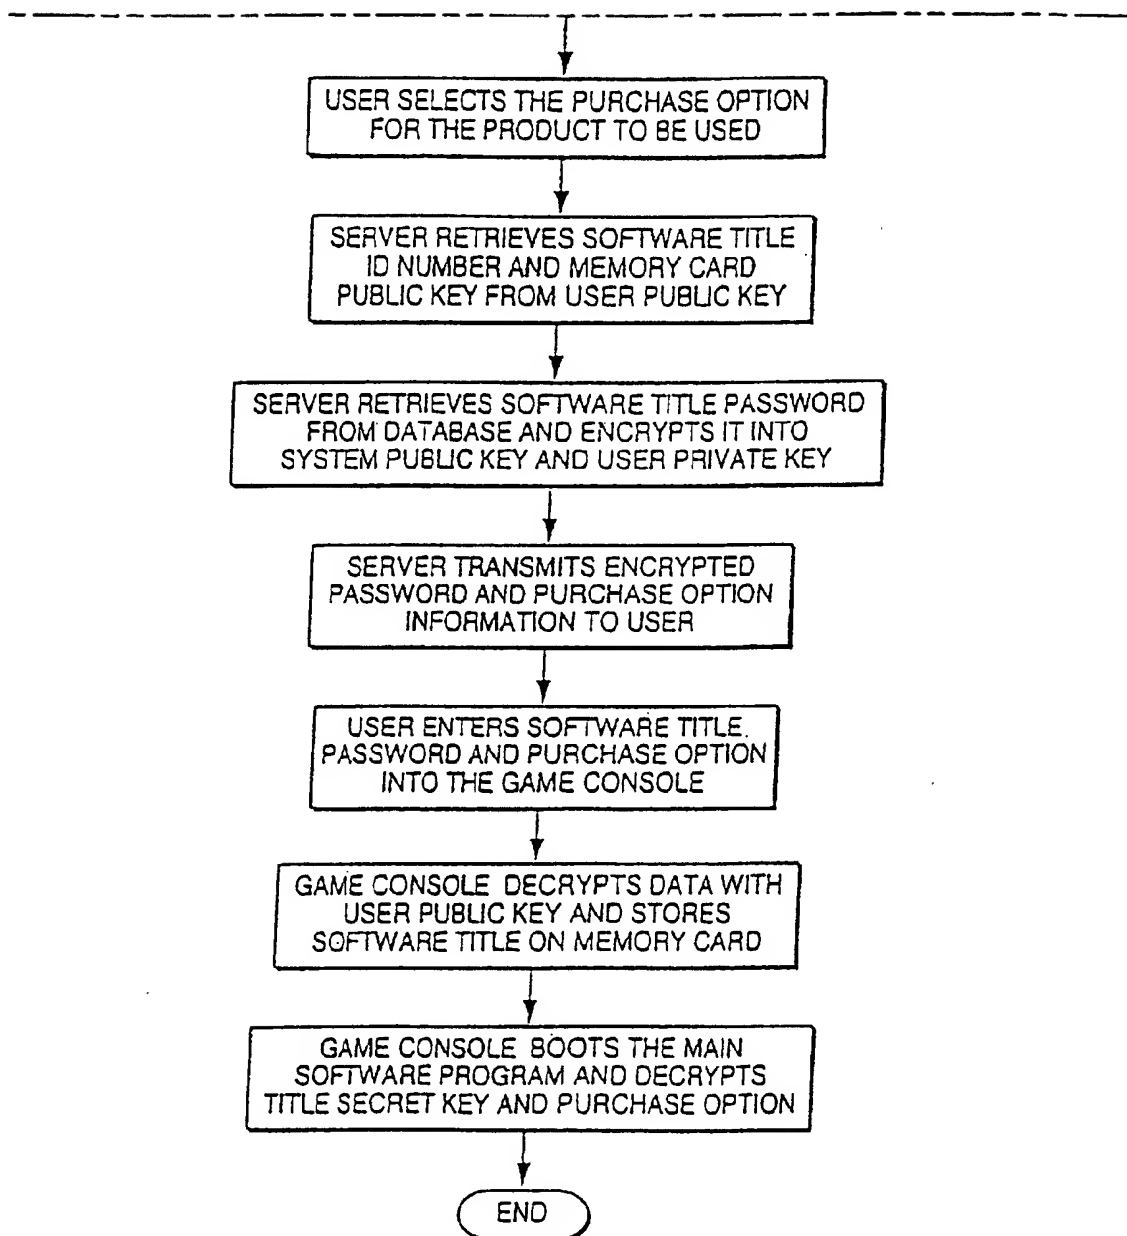 USER SELECTS THE PURCHASE OPTION
FOR THE PRODUCT TO BE USED
SERVER RETRIEVES SOFTWARE TITLE
ID NUMBER AND MEMORY CARD
PUBLIC KEY FROM USER PUBLIC KEY
SERVER RETRIEVES SOFTWARE TITLE PASSWORD
FROM DATABASE AND ENCRYPTS IT INTO
SYSTEM PUBLIC KEY AND USER PRIVATE KEY
SERVER TRANSMITS ENCRYPTED
PASSWORD AND PURCHASE OPTION
INFORMATION TO USER
USER ENTERS SOFTWARE TITLE.
PASSWORD AND PURCHASE OPTION
INTO THE GAME CONSOLE
GAME CONSOLE DECRYPTS DATA WITH
USER PUBLIC KEY AND STORES
SOFTWARE TITLE ON MEMORY CARD
GAME CONSOLE BOOTS THE MAIN
SOFTWARE PROGRAM AND DECRYPTS
TITLE SECRET KEY AND PURCHASE OPTION
END